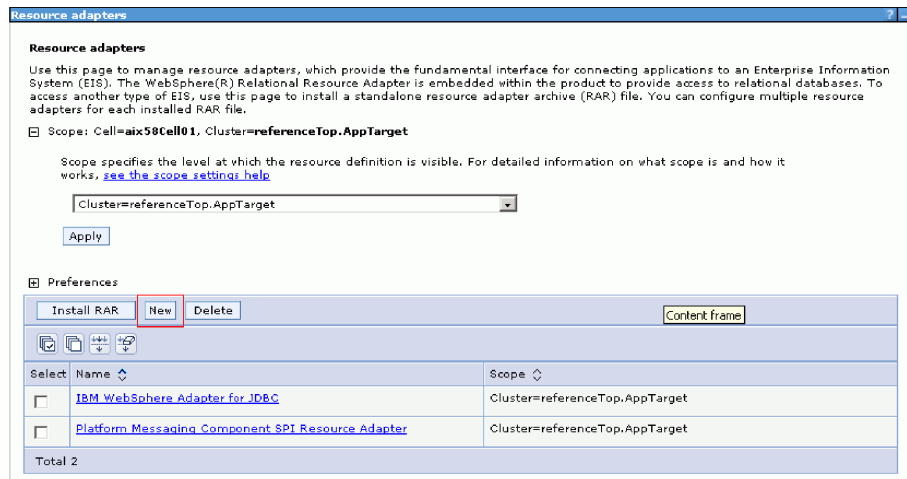 Resource adapters
?
Resource adapters
Use this page to manage resource adapters, which provide the fundamental interface for connecting applications to an Enterprise Information
System (EIS). The WebSphere(R) Relational Resource Adapter is embedded within the product to provide access to relational databases. To
access another type of EIS, use this page to install a standalone resource adapter archive (RAR) file. You can configure multiple resource
adapters for each installed RAR file.
Scope: Cell=aix58Cell01, Cluster=referenceTop.AppTarget
Scope specifies the level at which the resource definition is visible. For detailed information on what scope is and how it
works, see the scope settings help
Cluster=referenceTop.AppTarget
Apply
Preferences
Install RAR New Delete
Content frame
Select Name Scope
IBM WebSphere Adapter for JDBC Cluster=referenceTop.AppTarget
Platform Messaging Component SPI Resource Adapter Cluster=referenceTop.AppTarget
Total 2